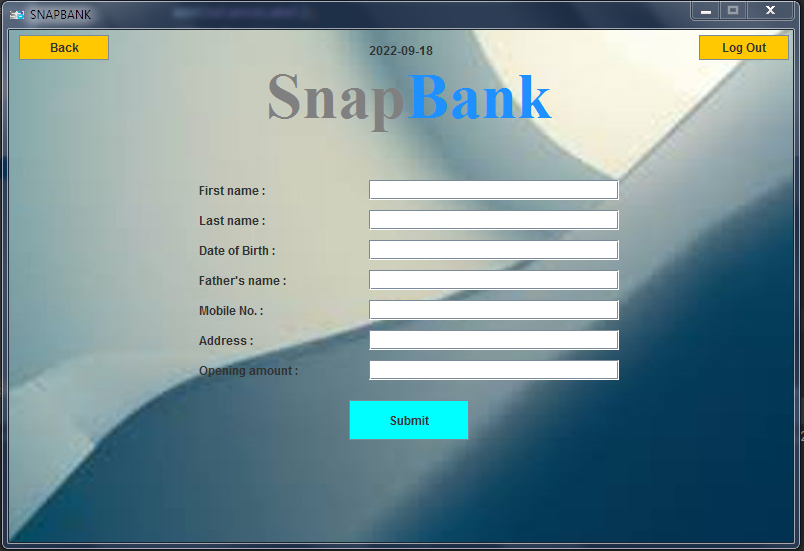 SNAPBANK
Back
2022-09-18
Log Out
SnapBank
First name :
Last name :
Date of Birth :
Father's name :
Mobile No. :
Address :
Opening amount :
Submit